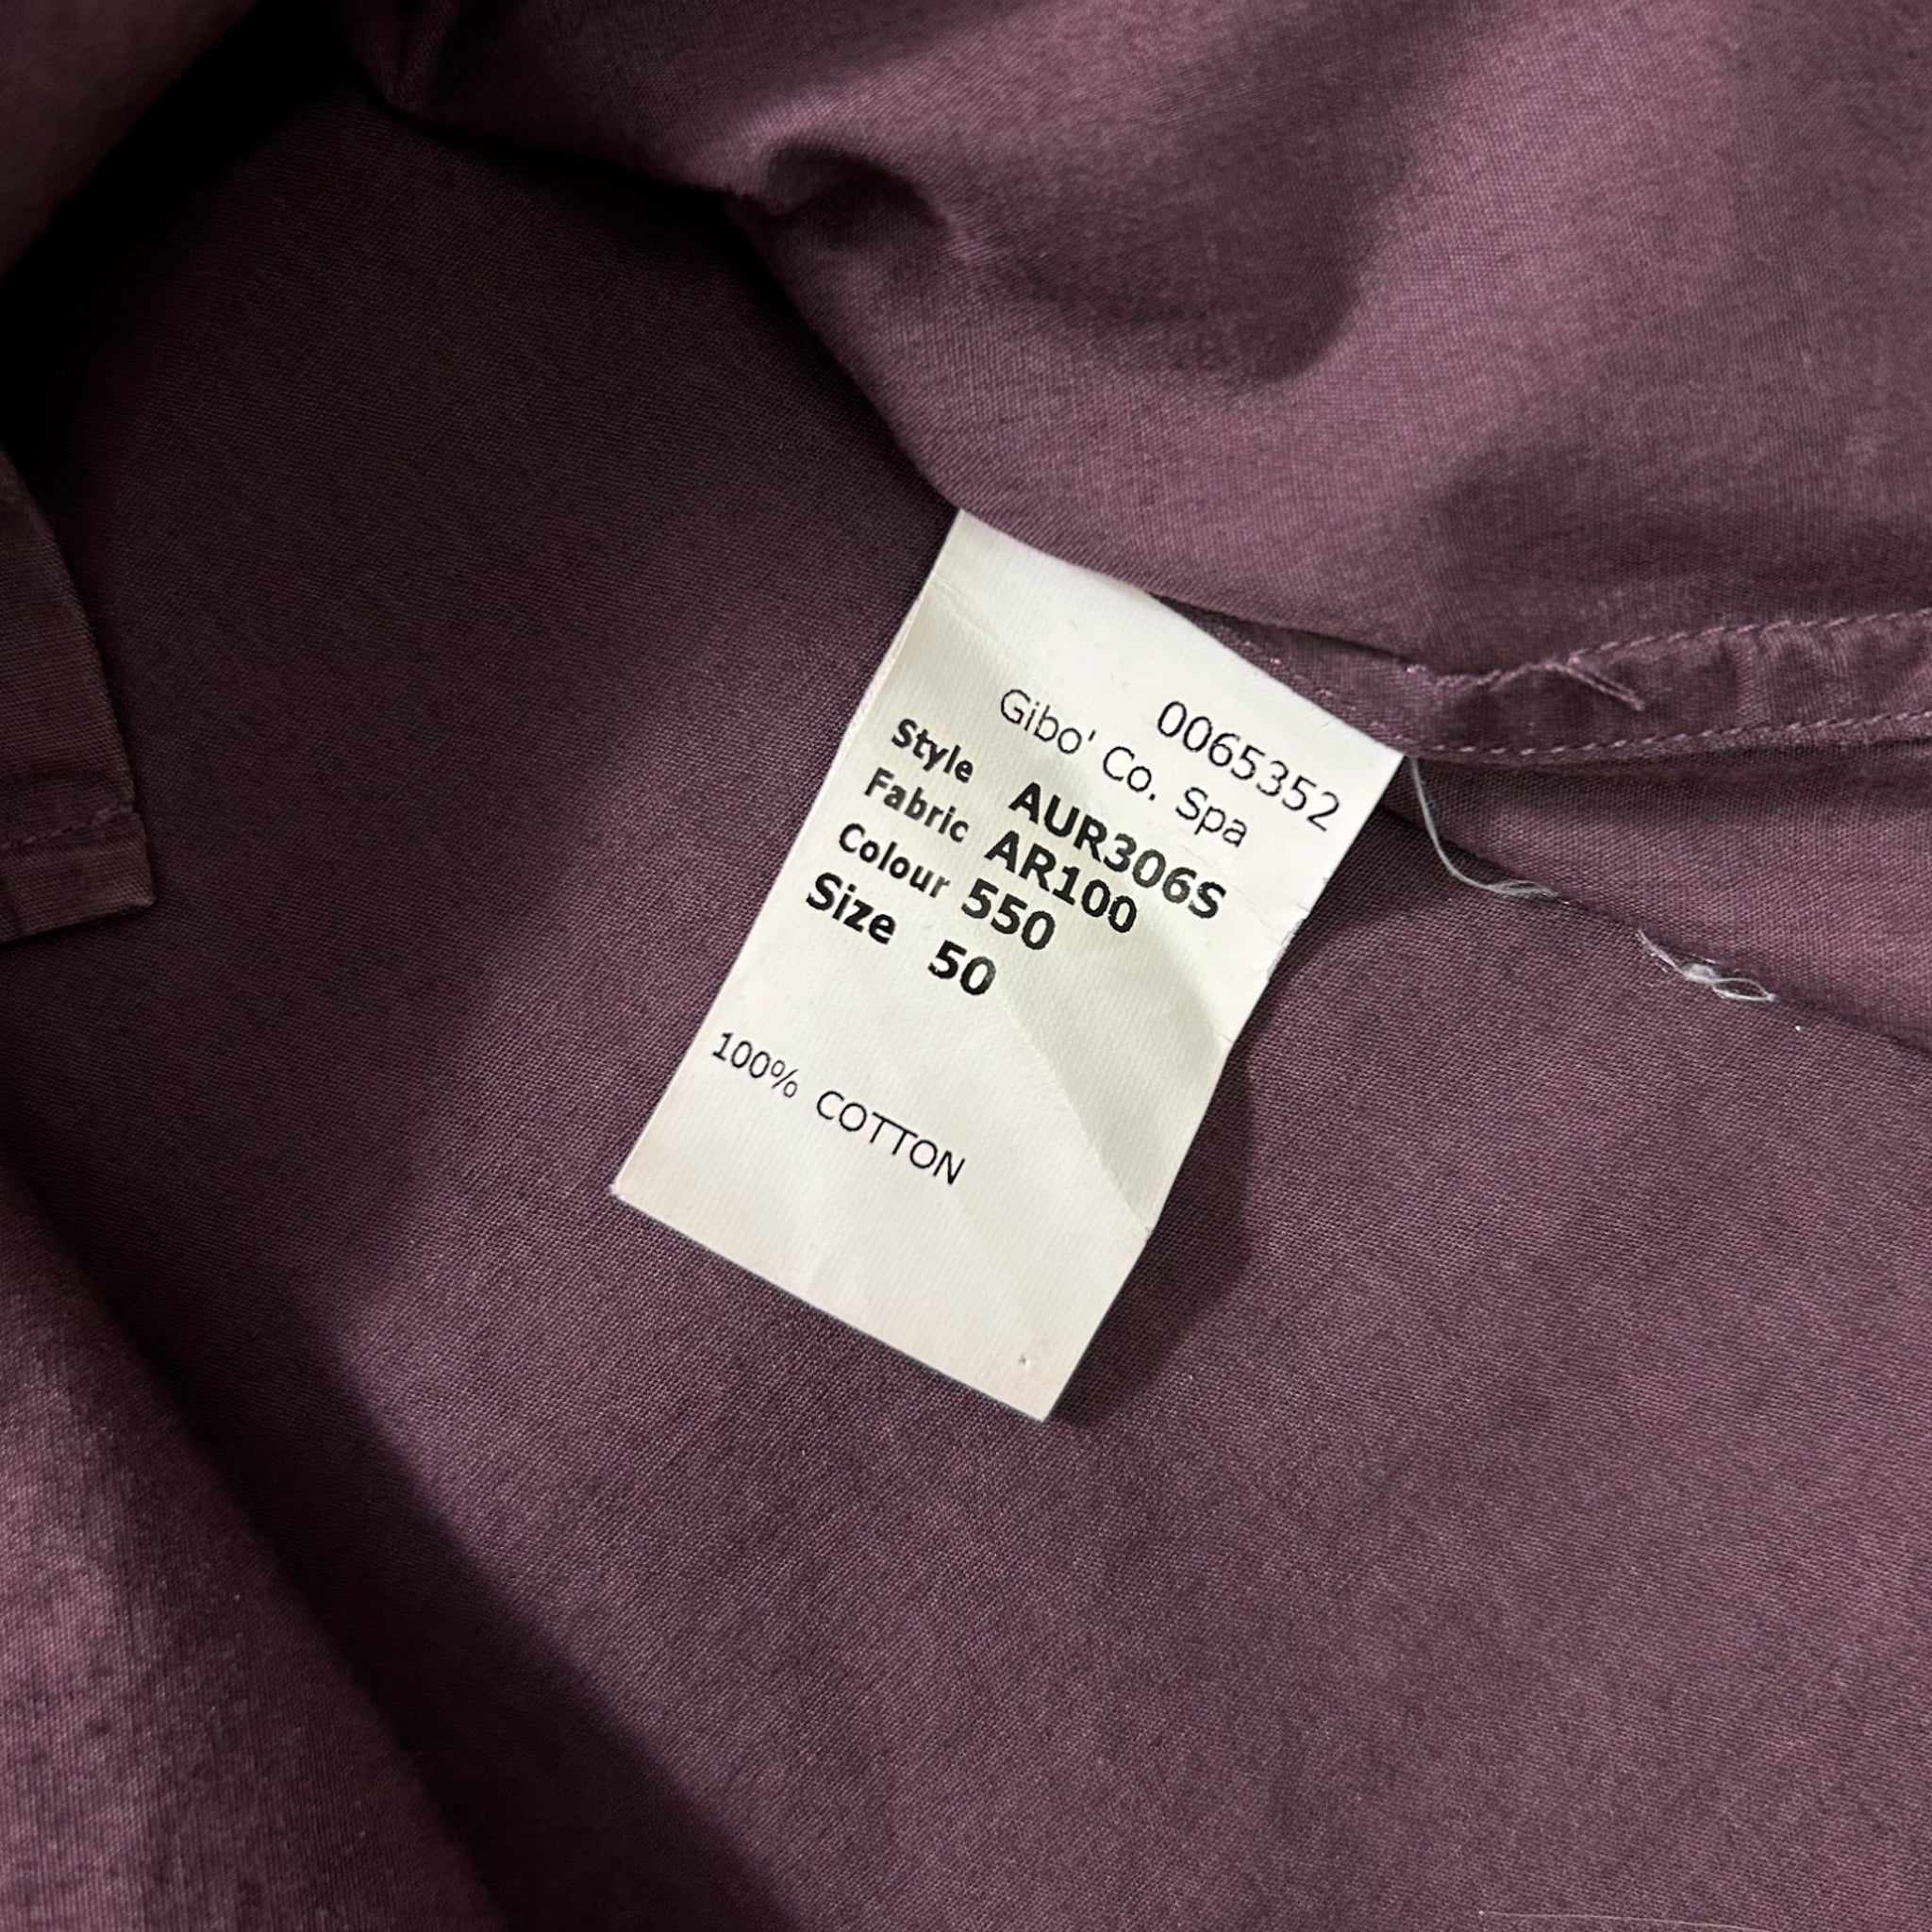 0065352
Gibo' Co. Spa
Style AUR306S
Fabric AR100
Colour 550
Size 50
100% COTTON